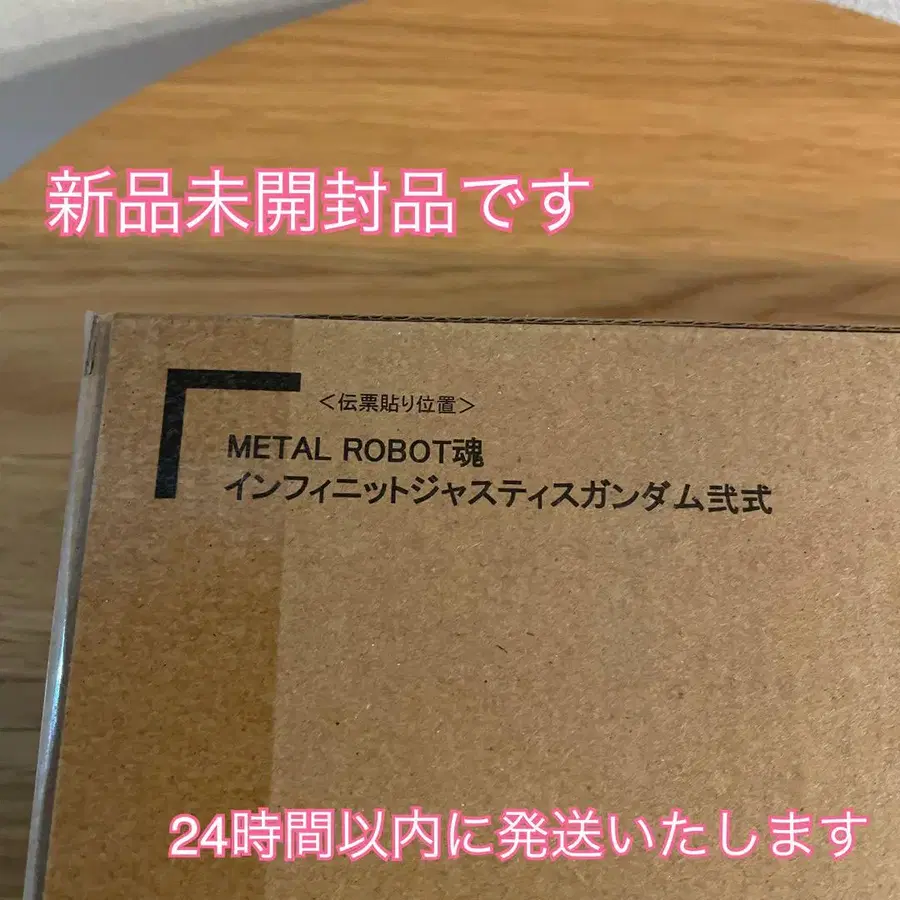 新品未開封品です
<伝票貼り位置>
METAL ROBOT魂
インフィニットジャスティスガンダム弐式
24時間以内に発送いたします